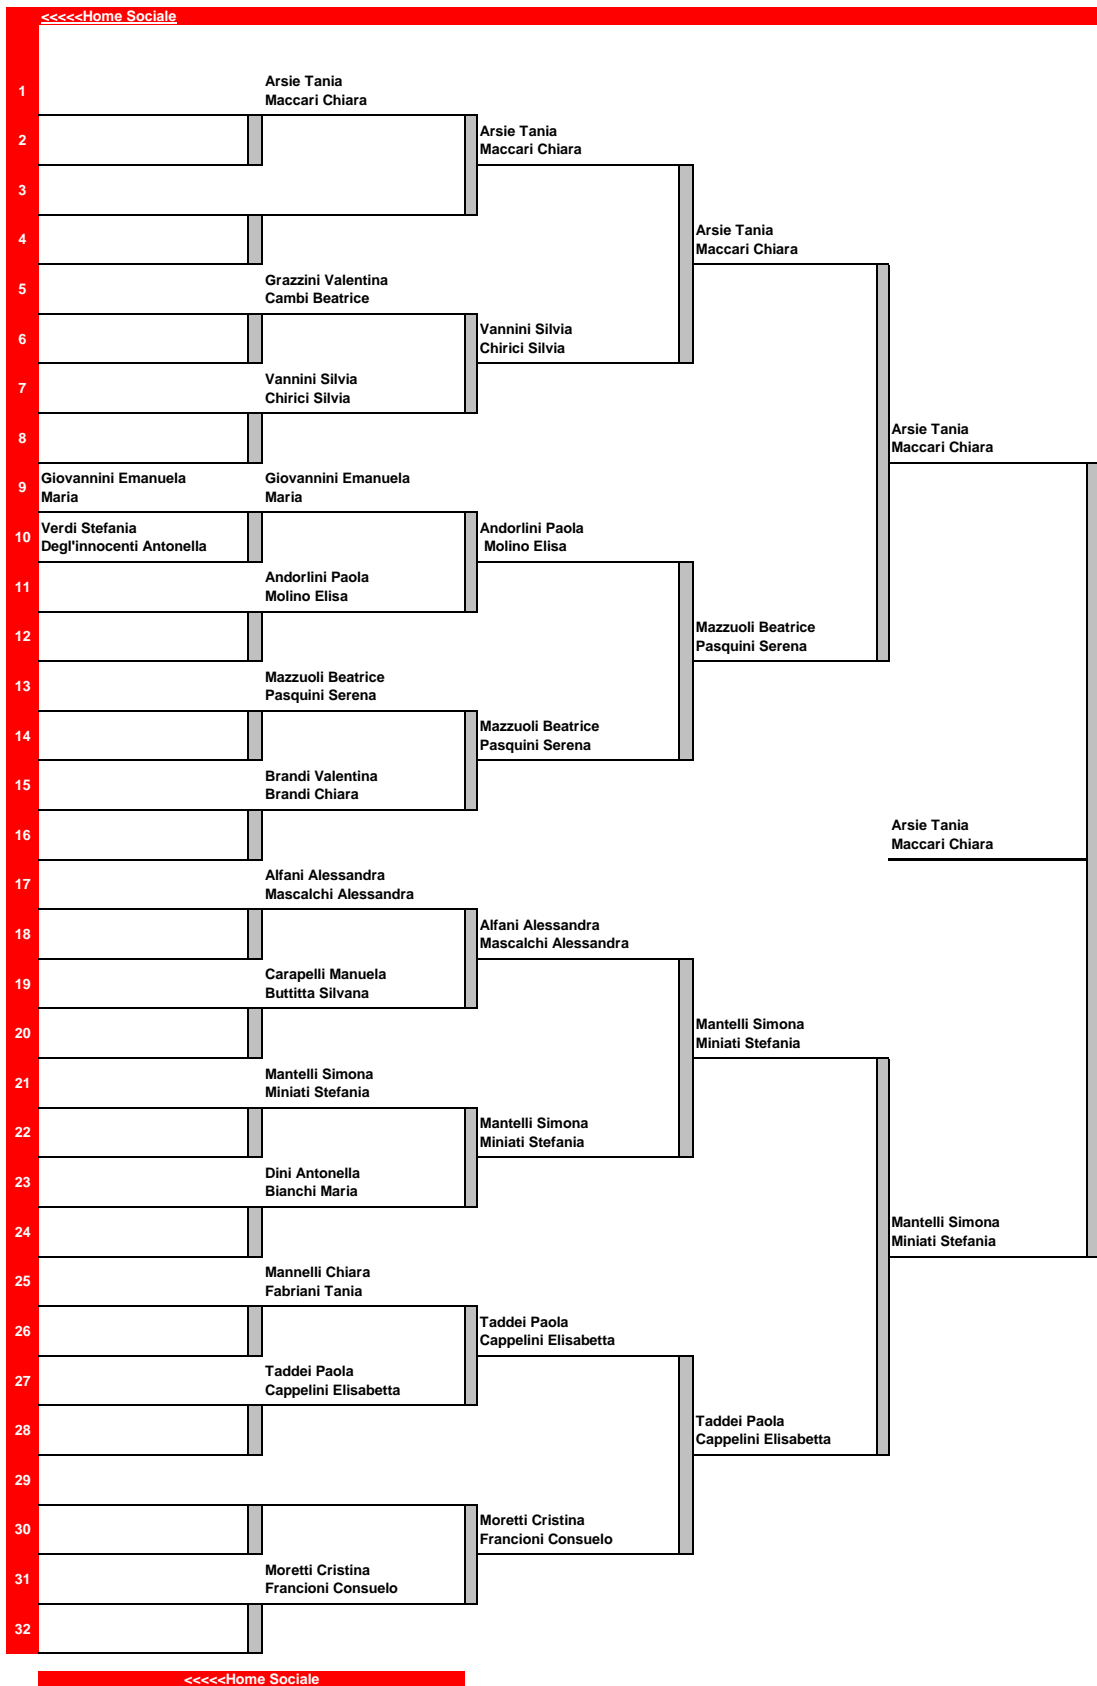 <<<<<Home Sociale
1
Arsie Tania
Maccari Chiara
2
Arsie Tania
Maccari Chiara
3
4
Arsie Tania
Maccari Chiara
5
Grazzini Valentina
Cambi Beatrice
6
Vannini Silvia
Chirici Silvia
7
Vannini Silvia
Chirici Silvia
8
Arsie Tania
Maccari Chiara
9
Giovannini Emanuela
Maria
Giovannini Emanuela
Maria
10
Verdi Stefania
Degl'innocenti Antonella
Andorlini Paola
Molino Elisa
11
Andorlini Paola
Molino Elisa
12
Mazzuoli Beatrice
Pasquini Serena
13
Mazzuoli Beatrice
Pasquini Serena
14
Mazzuoli Beatrice
Pasquini Serena
15
Brandi Valentina
Brandi Chiara
16
Arsie Tania
Maccari Chiara
17
Alfani Alessandra
Mascalchi Alessandra
18
Alfani Alessandra
Mascalchi Alessandra
19
Carapelli Manuela
Buttitta Silvana
20
Mantelli Simona
Miniati Stefania
21
Mantelli Simona
Miniati Stefania
22
Mantelli Simona
Miniati Stefania
23
Dini Antonella
Bianchi Maria
24
Mantelli Simona
Miniati Stefania
25
Mannelli Chiara
Fabriani Tania
26
Taddei Paola
Cappelini Elisabetta
27
Taddei Paola
Cappelini Elisabetta
28
Taddei Paola
Cappelini Elisabetta
29
30
Moretti Cristina
Francioni Consuelo
31
Moretti Cristina
Francioni Consuelo
32
<<<<<Home Sociale